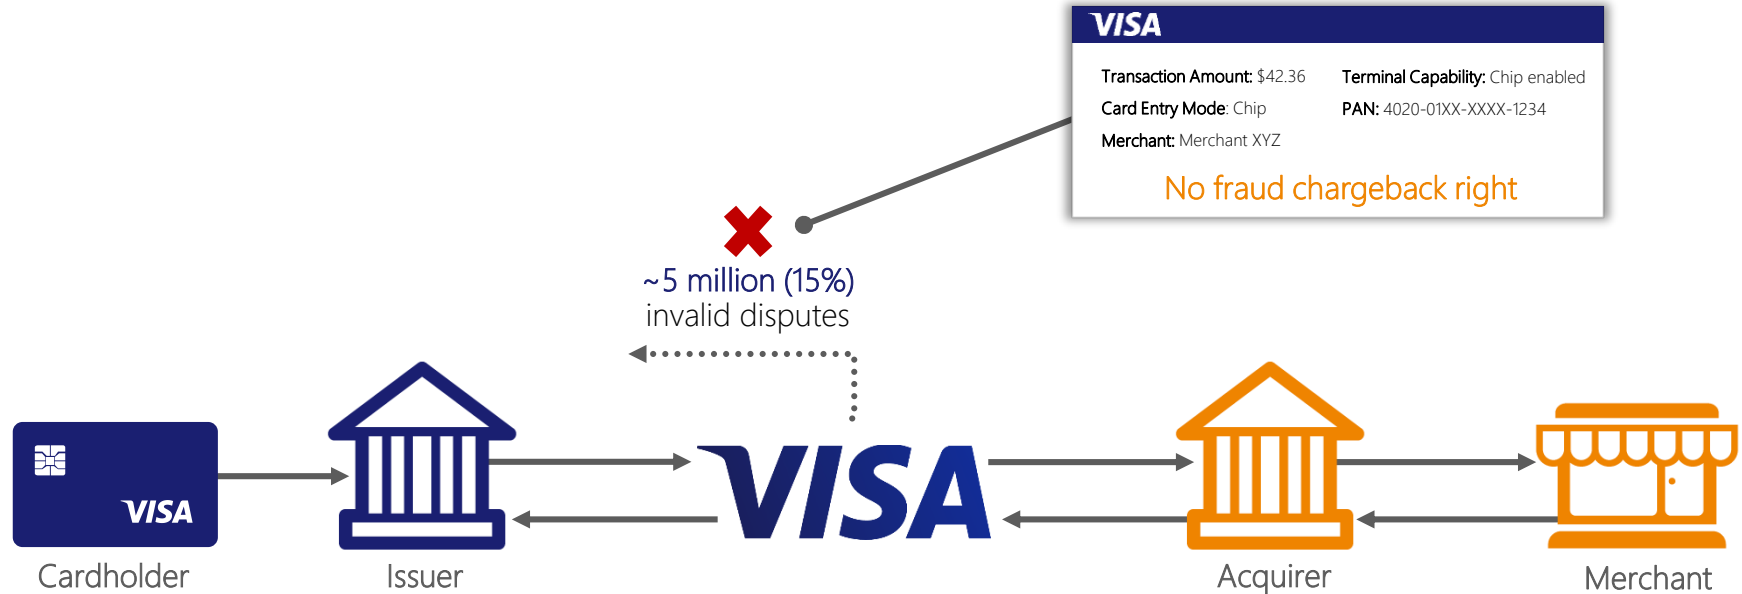 VISA
Transaction Amount: $42.36
Terminal Capability: Chip enabled
Card Entry Mode: Chip
PAN: 4020-01XX-XXXX-1234
Merchant: Merchant XYZ
No fraud chargeback right
~5 million (15%)
invalid disputes
VISA
VISA
Cardholder
Issuer
Acquirer
Merchant